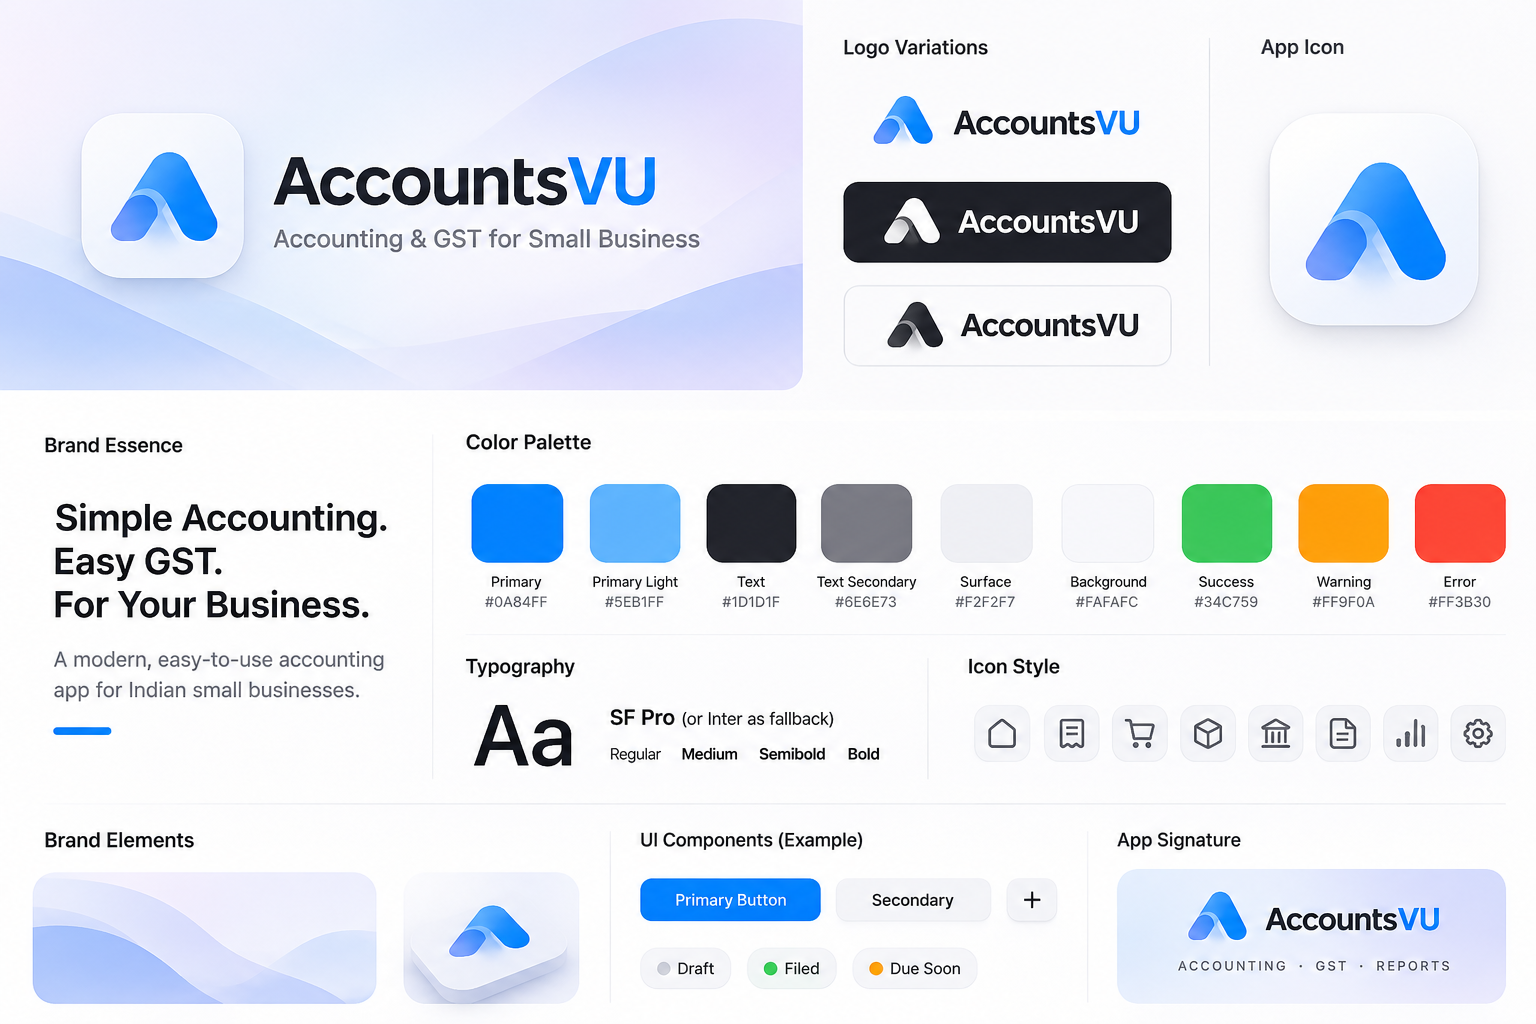 AccountsVU
Accounting & GST for Small Business
Logo Variations
AccountsVU
AccountsVU
AccountsVU
App Icon
Brand Essence
Simple Accounting.
Easy GST.
For Your Business.
A modern, easy-to-use accounting
app for Indian small businesses.
Color Palette
Primary
#0A84FF
Primary Light
#5EB1FF
Text
#1D1D1F
Text Secondary
#6E6E73
Surface
#F2F2F7
Background
#FAFAFC
Success
#34C759
Warning
#FF9F0A
Error
#FF3B30
Typography
Aa
SF Pro (or Inter as fallback)
Regular Medium Semibold Bold
Icon Style
Brand Elements
UI Components (Example)
Primary Button
Secondary
+
Draft
Filed
Due Soon
App Signature
AccountsVU
ACCOUNTING · GST · REPORTS